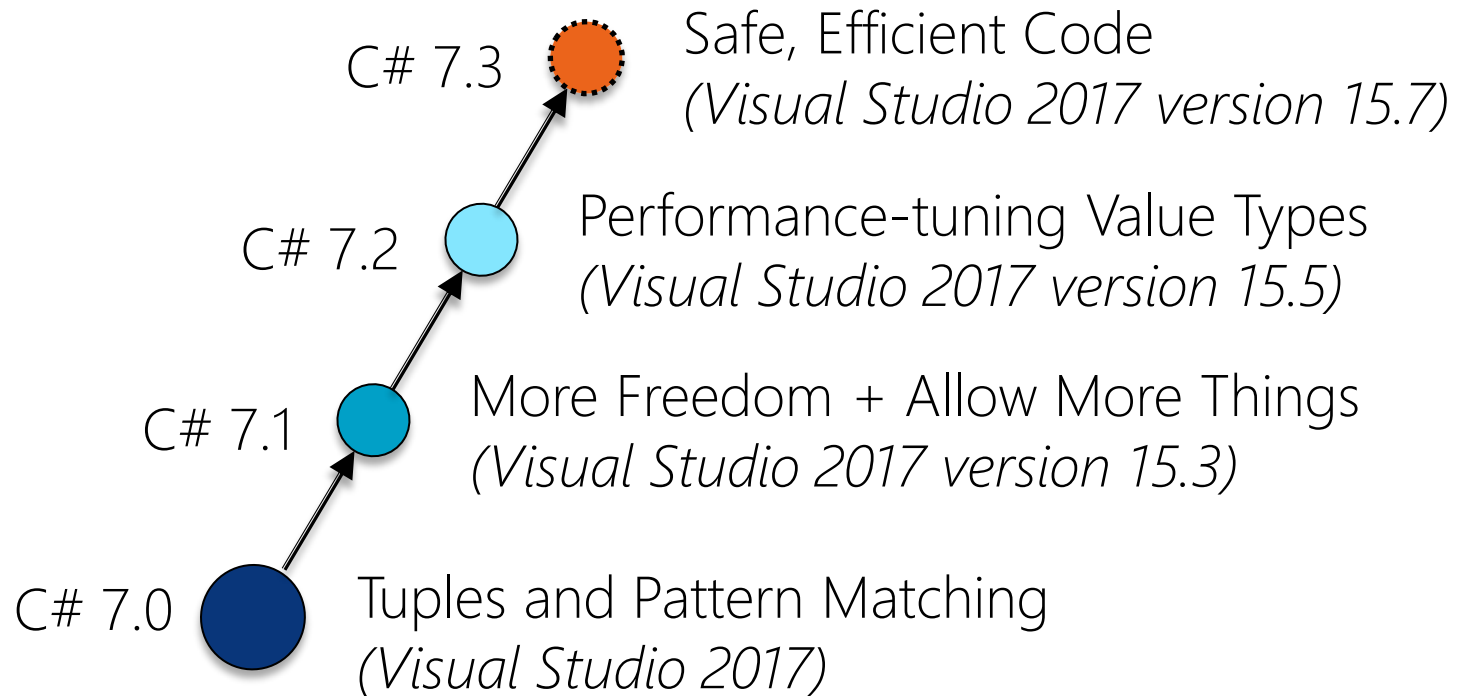 C# 7.3
Safe, Efficient Code
(Visual Studio 2017 version 15.7)
C# 7.2
Performance-tuning Value Types
(Visual Studio 2017 version 15.5)
C# 7.1
More Freedom + Allow More Things
(Visual Studio 2017 version 15.3)
C# 7.0
Tuples and Pattern Matching
(Visual Studio 2017)